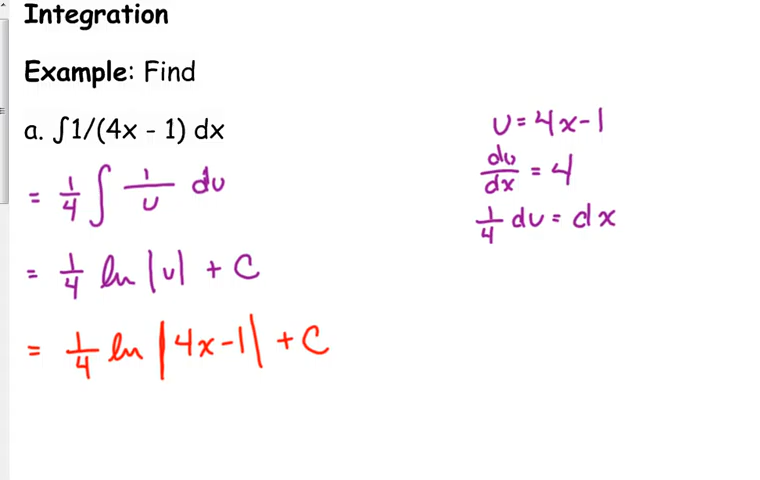 Integration
Example: Find
a. ∫1/(4x - 1) dx
= 1/4 ∫ 1/u du
= 1/4 ln |u| + C
= 1/4 ln |4x-1| + C
u = 4x-1
du/dx = 4
1/4 du = dx